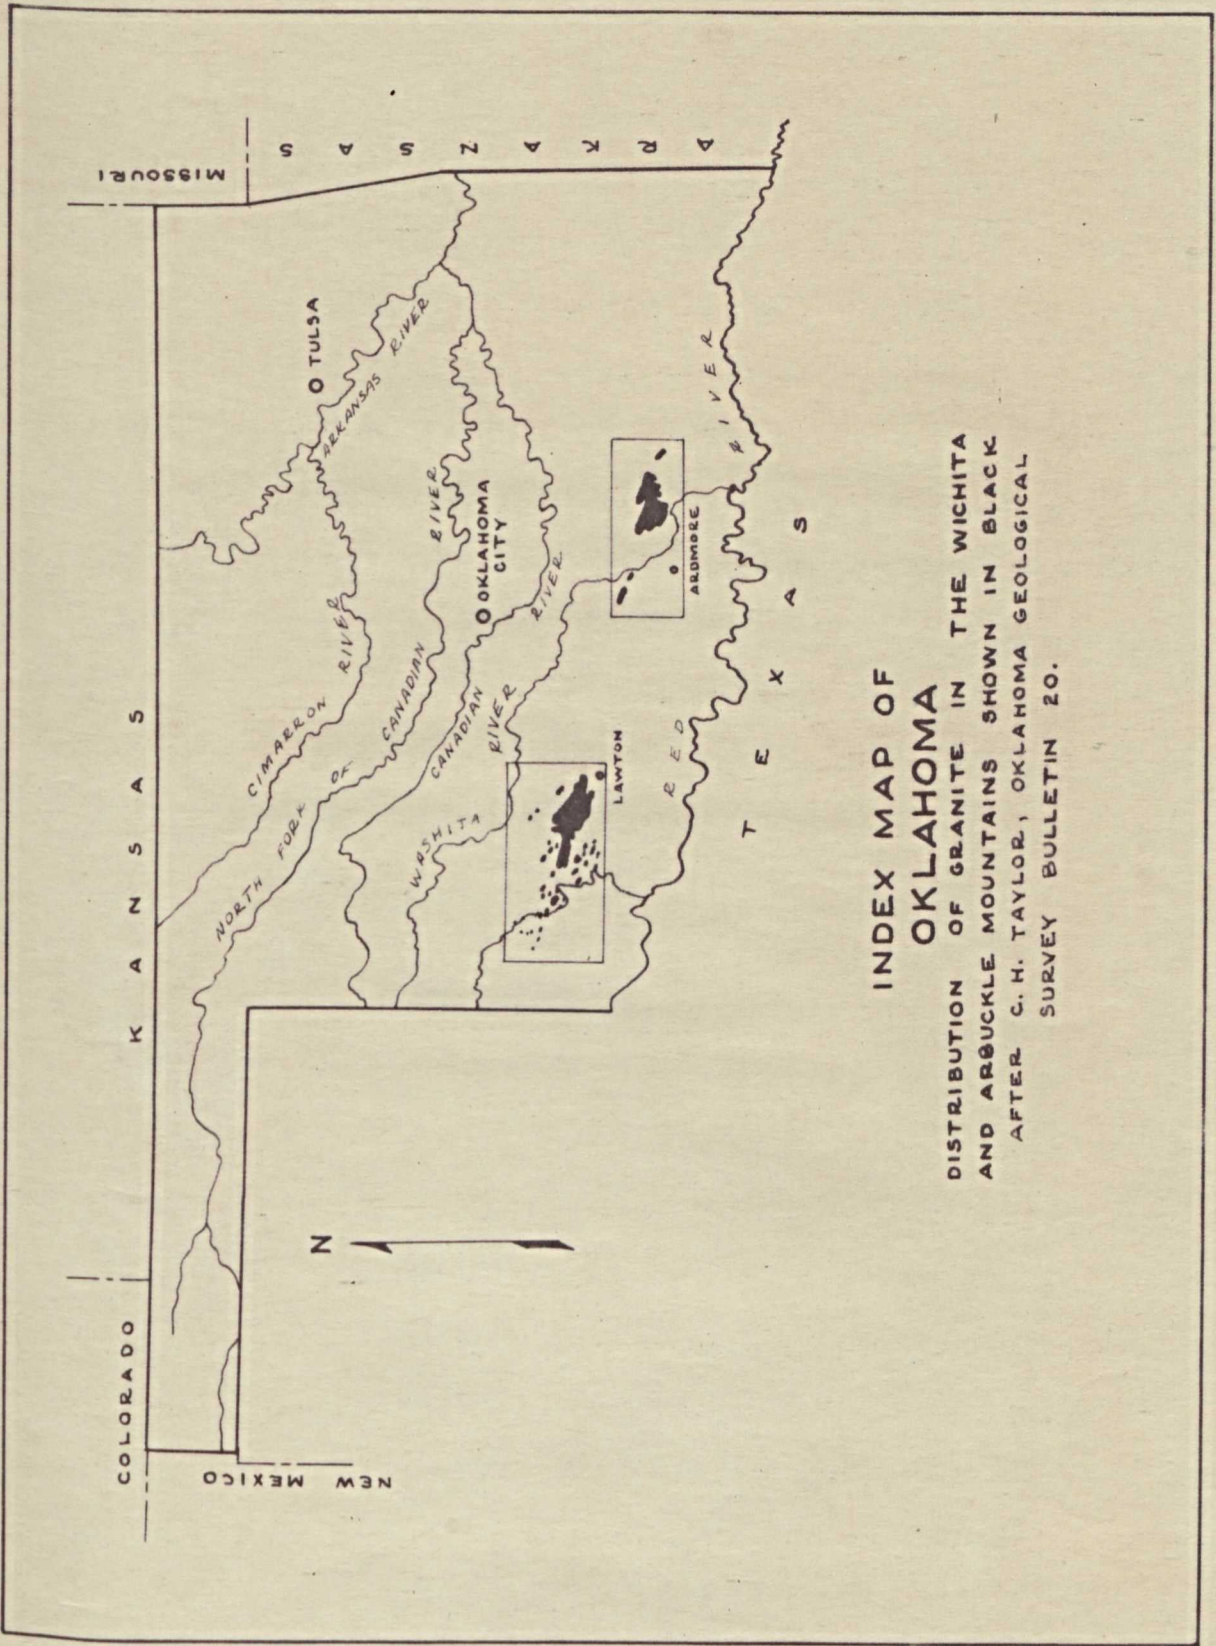 COLORADO
KANSAS
MISSOURI
NEW MEXICO
ARKANSAS
CIMARRON RIVER
NORTH FORK OF CANADIAN RIVER
CANADIAN RIVER
WASHITA RIVER
ARKANSAS RIVER
TULSA
OKLAHOMA
CITY
N
LAWTON
ARDMORE
RED RIVER
TEXAS
INDEX MAP OF
OKLAHOMA
DISTRIBUTION OF GRANITE IN THE WICHITA
AND ARBUCKLE MOUNTAINS SHOWN IN BLACK
AFTER C. H. TAYLOR, OKLAHOMA GEOLOGICAL
SURVEY BULLETIN 20.